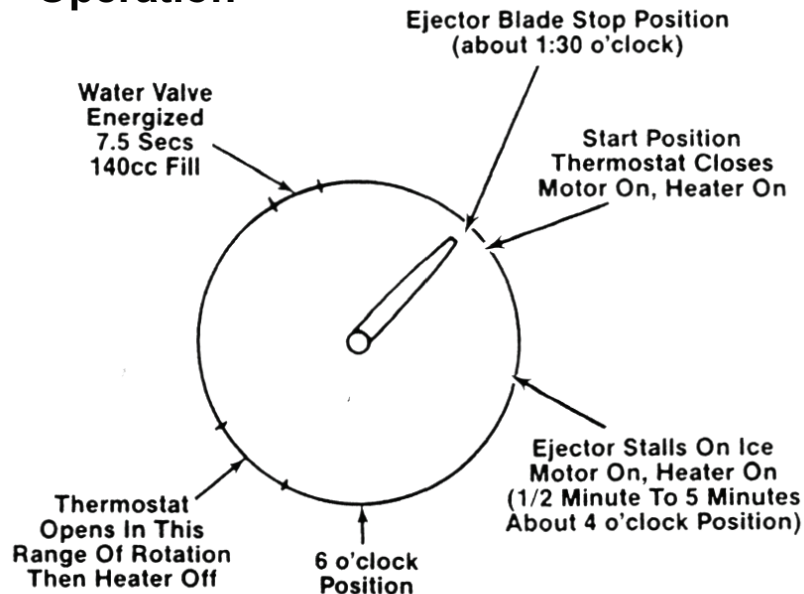 Operation
Ejector Blade Stop Position
(about 1:30 o'clock)
Water Valve
Energized
7.5 Secs
140cc Fill
Start Position
Thermostat Closes
Motor On, Heater On
Ejector Stalls On Ice
Motor On, Heater On
(1/2 Minute To 5 Minutes
About 4 o'clock Position)
Thermostat
Opens In This
Range Of Rotation
Then Heater Off
6 o'clock
Position